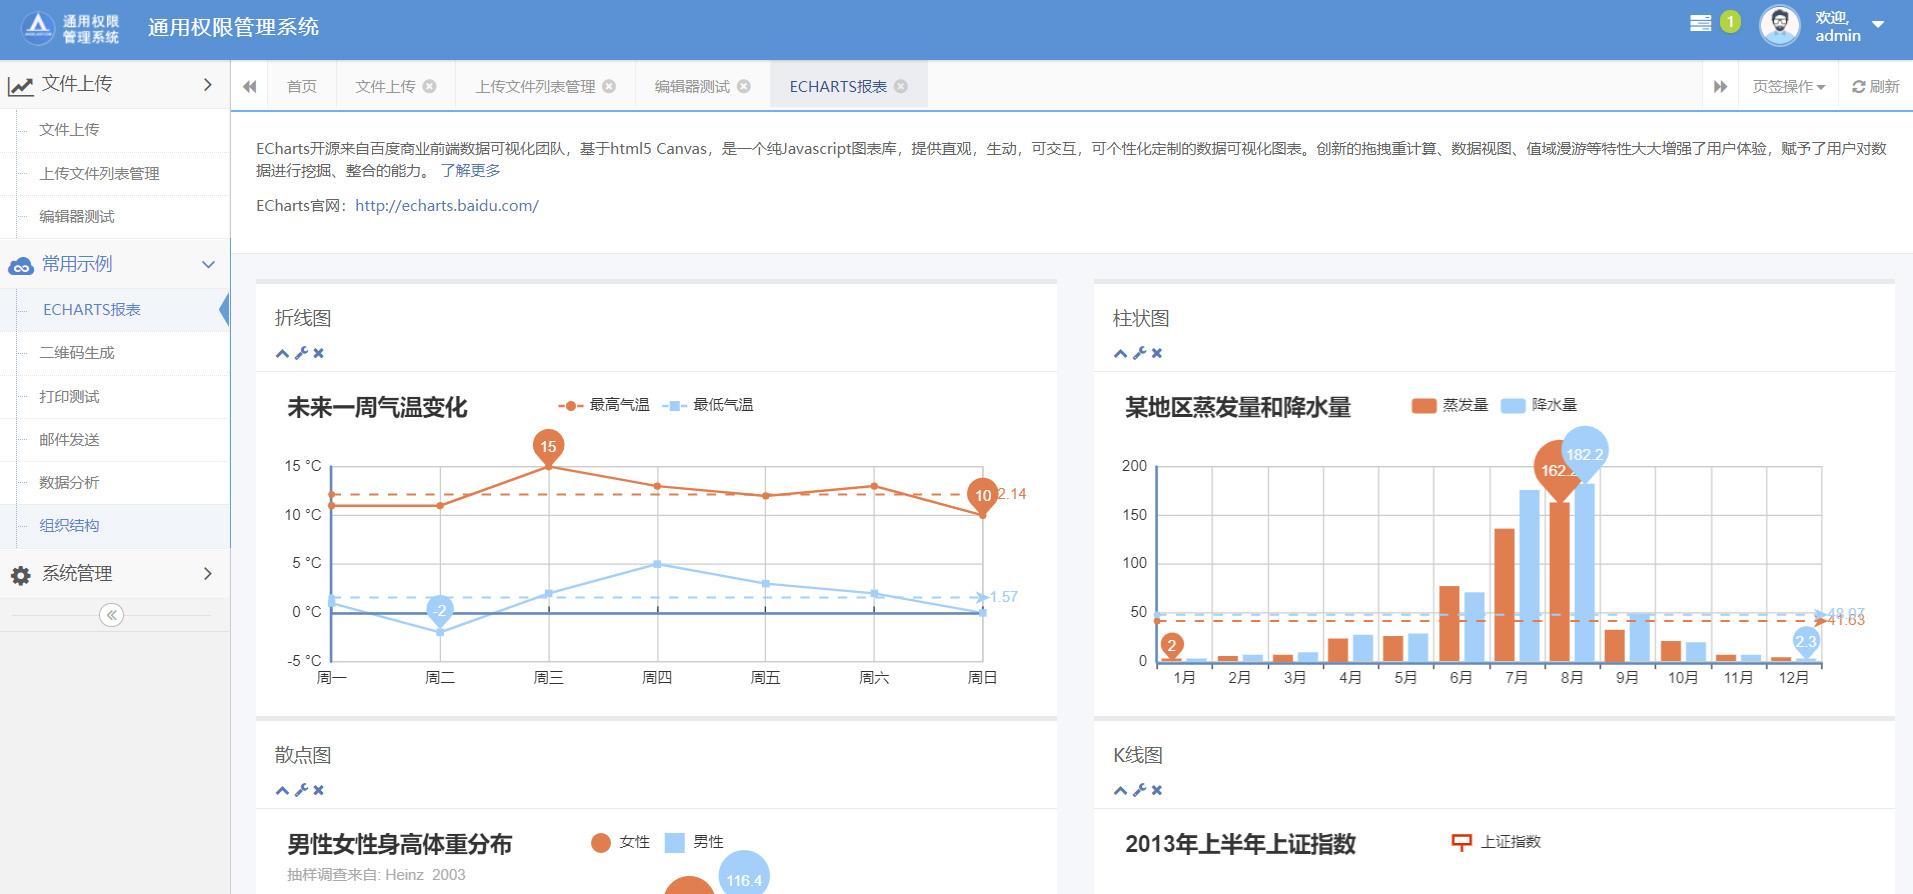 通用权限
管理系统
通用权限管理系统
1
欢迎,
admin
文件上传
文件上传
上传文件列表管理
编辑器测试
常用示例
ECHARTS报表
二维码生成
打印测试
邮件发送
数据分析
组织结构
系统管理
首页
文件上传
上传文件列表管理
编辑器测试
ECHARTS报表
页签操作
刷新
ECharts开源来自百度商业前端数据可视化团队，基于html5 Canvas，是一个纯Javascript图表库，提供直观，生动，可交互，可个性化定制的数据可视化图表。创新的拖拽重计算、数据视图、值域漫游等特性大大增强了用户体验，赋予了用户对数
据进行挖掘、整合的能力。 了解更多
ECharts官网：http://echarts.baidu.com/
折线图
未来一周气温变化
最高气温 最低气温
15 °C
10 °C
5 °C
0 °C
-5 °C
15
10
2.14
-2
1.57
周一 周二 周三 周四 周五 周六 周日
柱状图
某地区蒸发量和降水量
蒸发量 降水量
200
150
100
50
0
162.2
182.2
48.07
41.63
2
2.3
1月 2月 3月 4月 5月 6月 7月 8月 9月 10月 11月 12月
散点图
男性女性身高体重分布
抽样调查来自: Heinz 2003
女性 男性
116.4
K线图
2013年上半年上证指数
上证指数